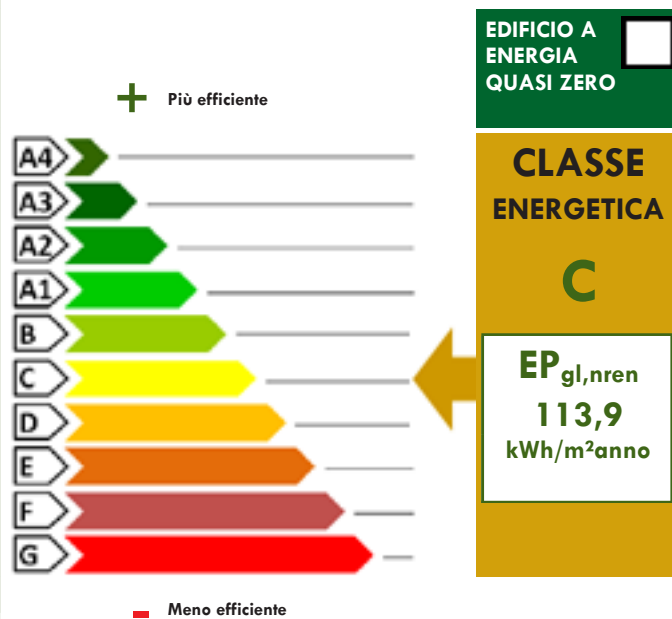 EDIFICIO A
ENERGIA
QUASI ZERO
+ Più efficiente
A4
A3
A2
A1
B
C
D
E
F
G
- Meno efficiente
CLASSE
ENERGETICA
C
EPgl,nren
113,9
kWh/m²anno